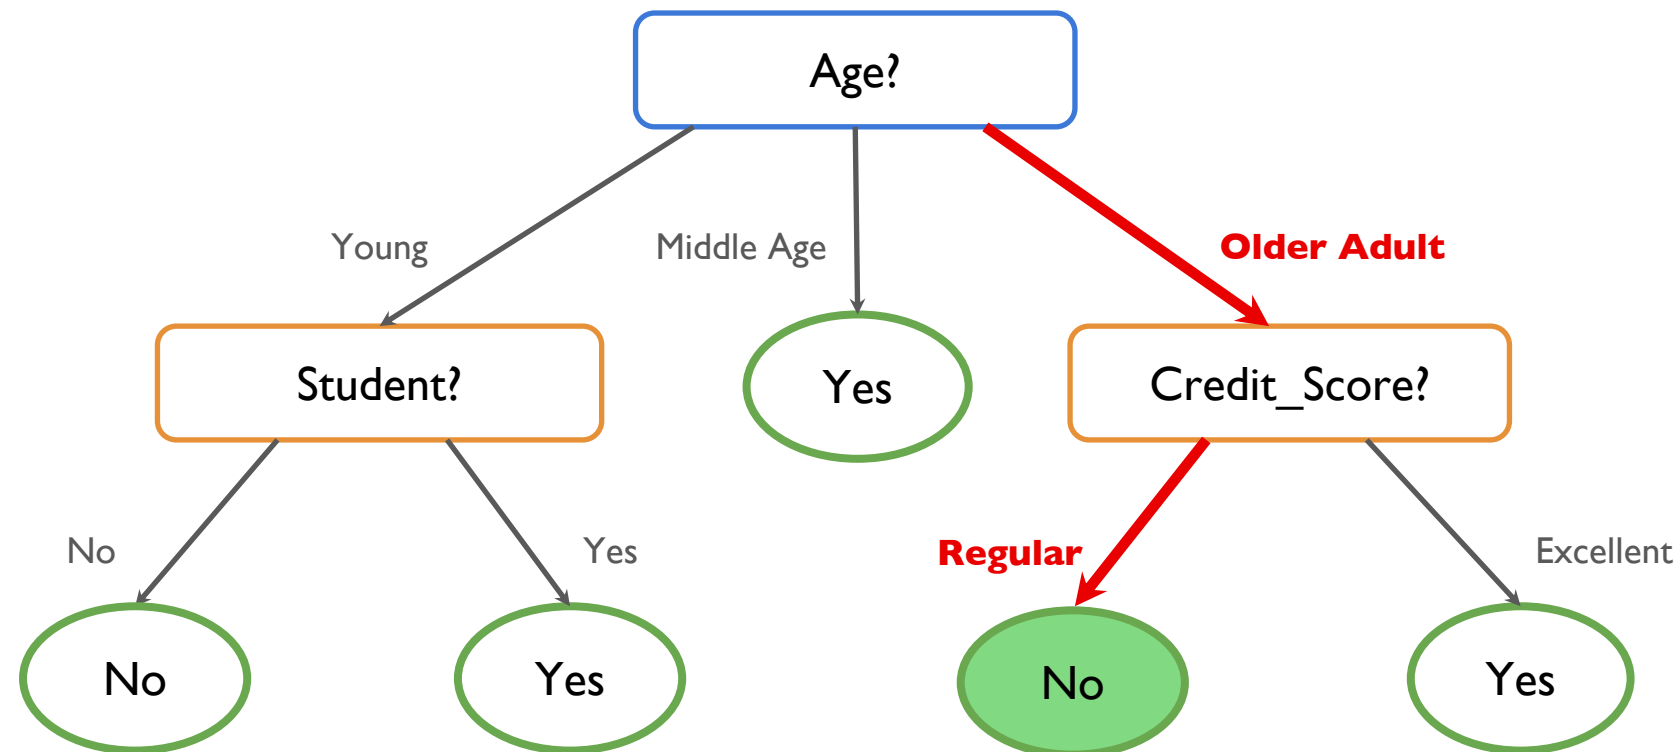 Age?
Young
Middle Age
Older Adult
Student?
Yes
Credit_Score?
No
Yes
Regular
Excellent
No
Yes
No
Yes